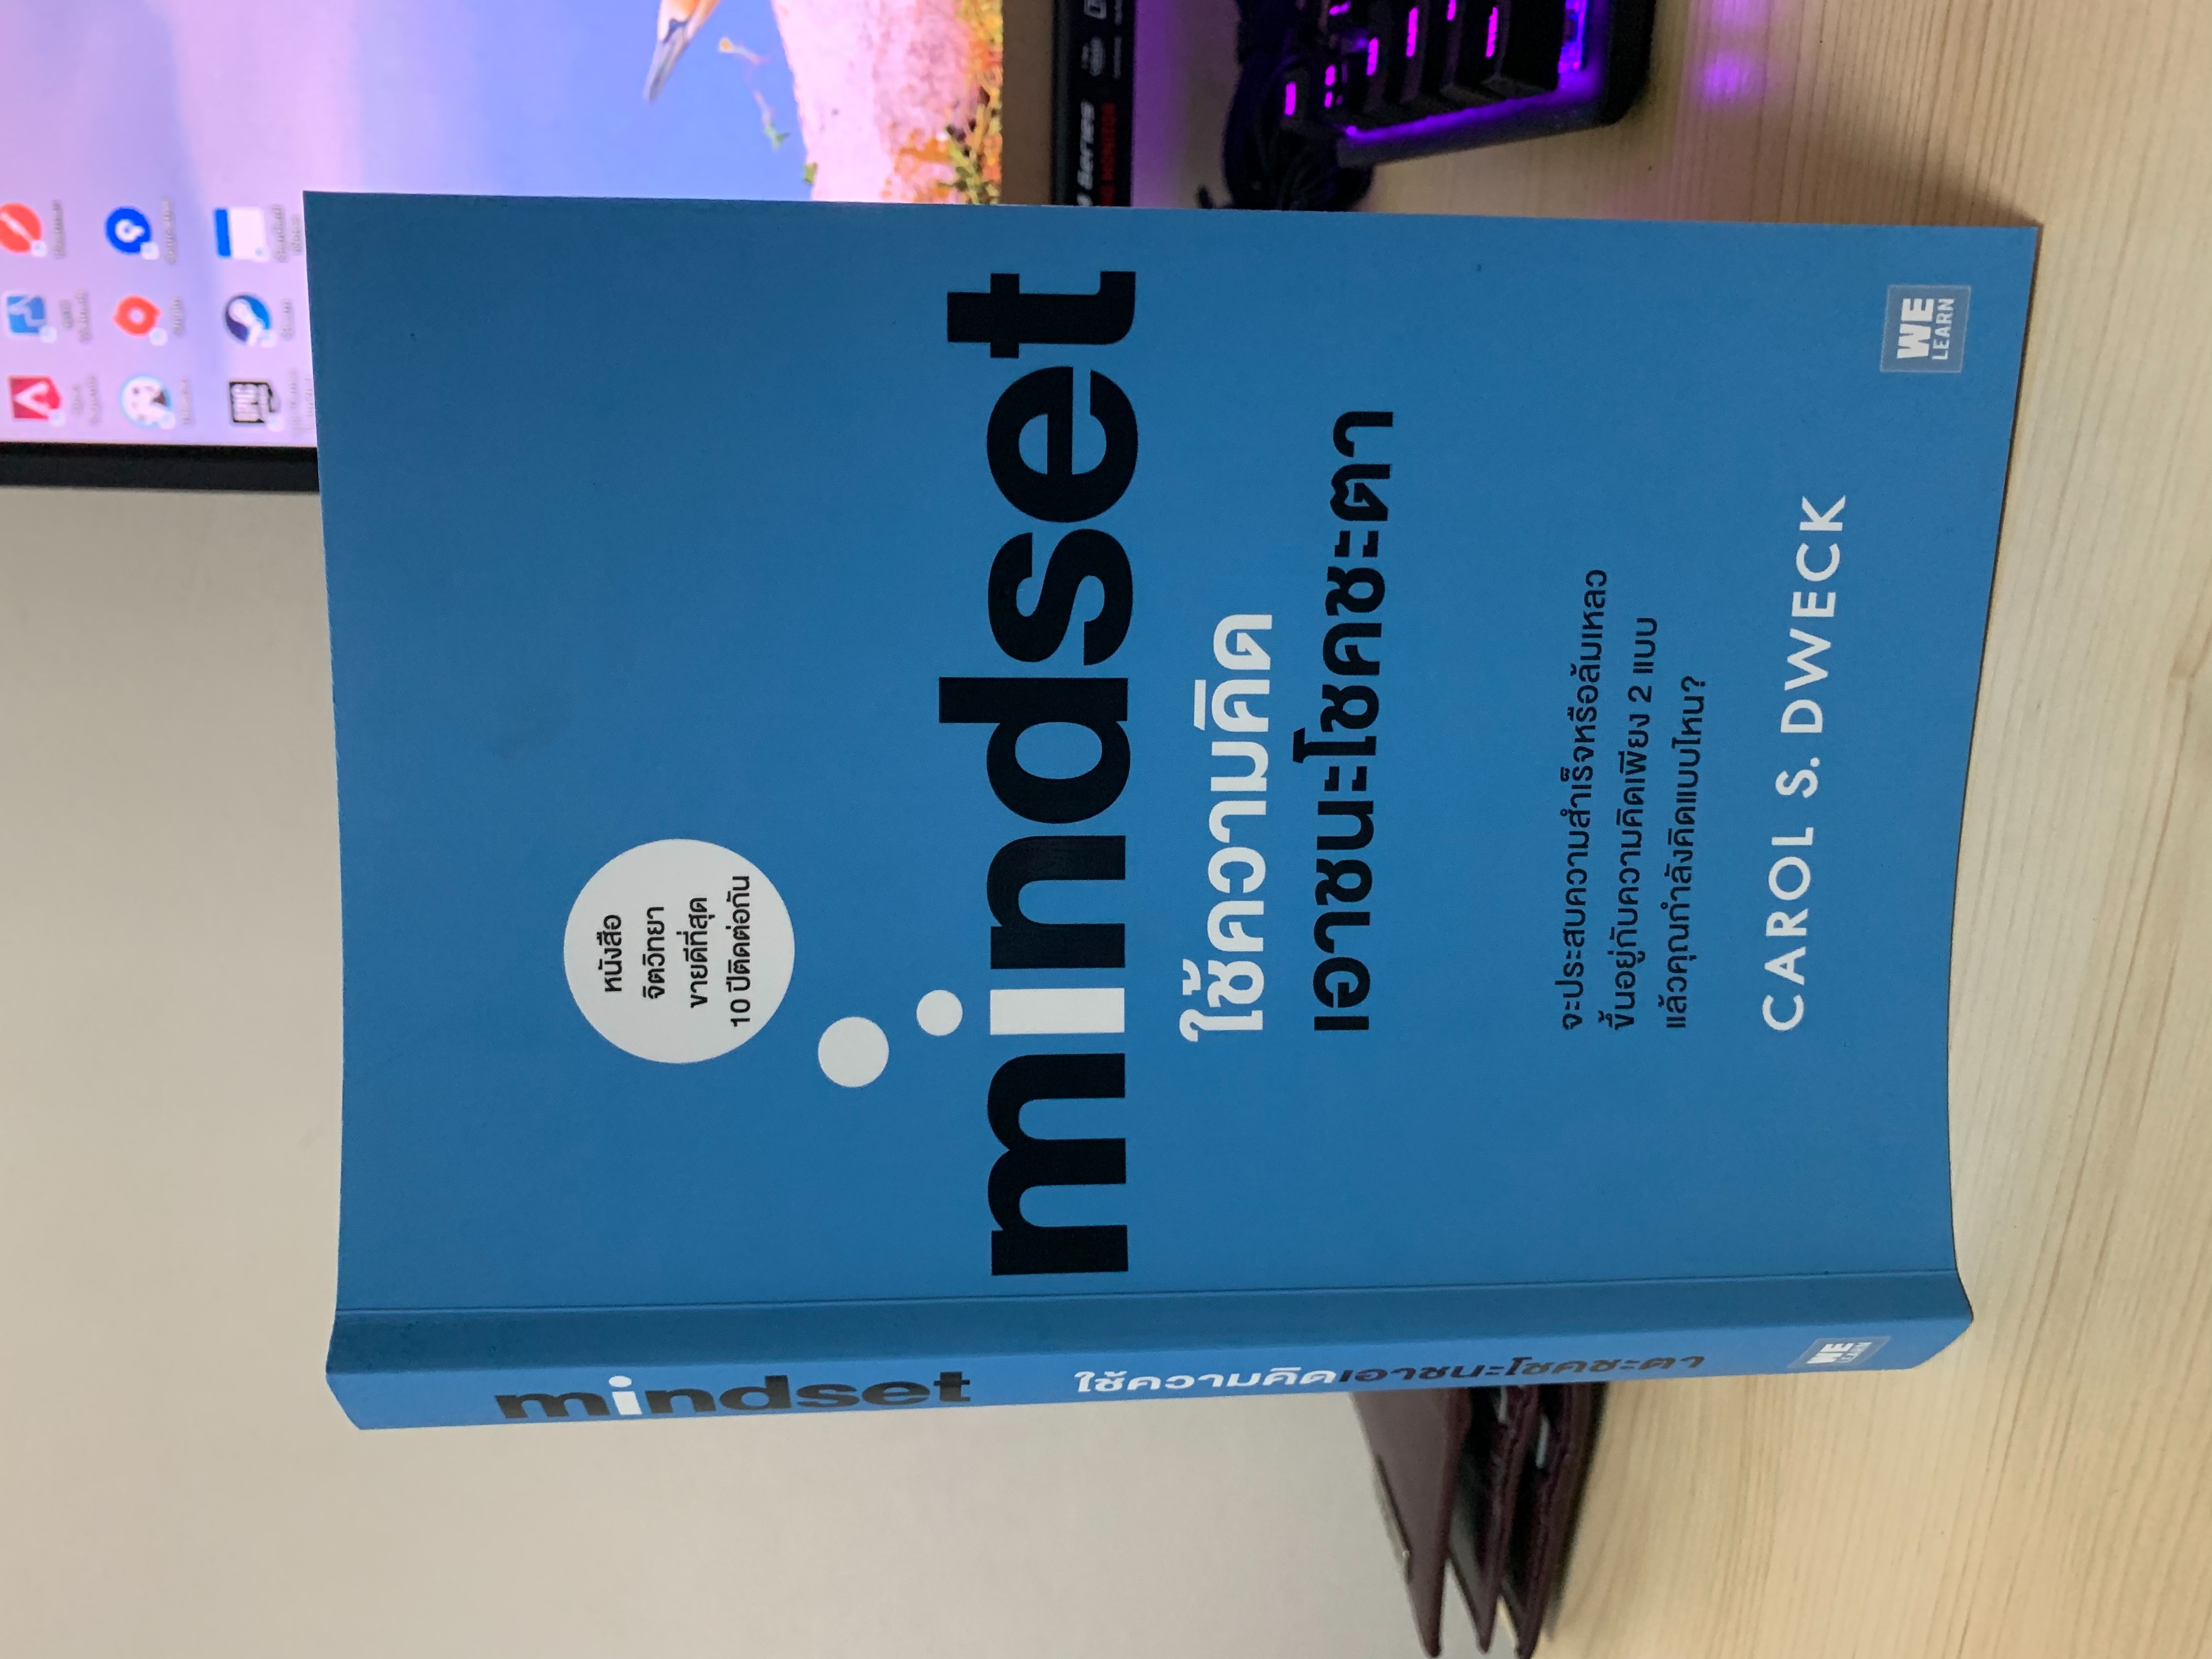 หนังสือ
จิตวิทยา
ขายดีที่สุด
10 ปีติดต่อกัน
mindset
ใช้ความคิด
เอาชนะโชคชะตา
จะประสบความสำเร็จหรือล้มเหลว
ขึ้นอยู่กับความคิดเพียง 2 แบบ
แล้วคุณกำลังคิดแบบไหน?
CAROL S. DWECK
WE
LEARN
mindset ใช้ความคิดเอาชนะโชคชะตา
WE
LEARN
EPIC
Origin
Steam
Series
MONITOR
CTRL